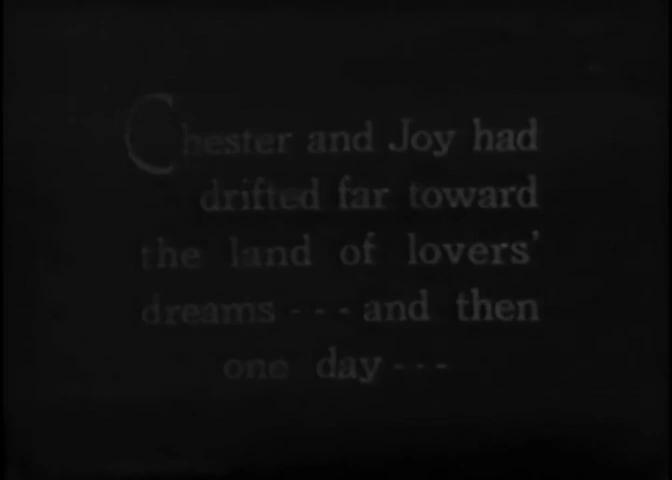 Chester and Joy had
drifted far toward
the land of lovers'
dreams---and then
one day---